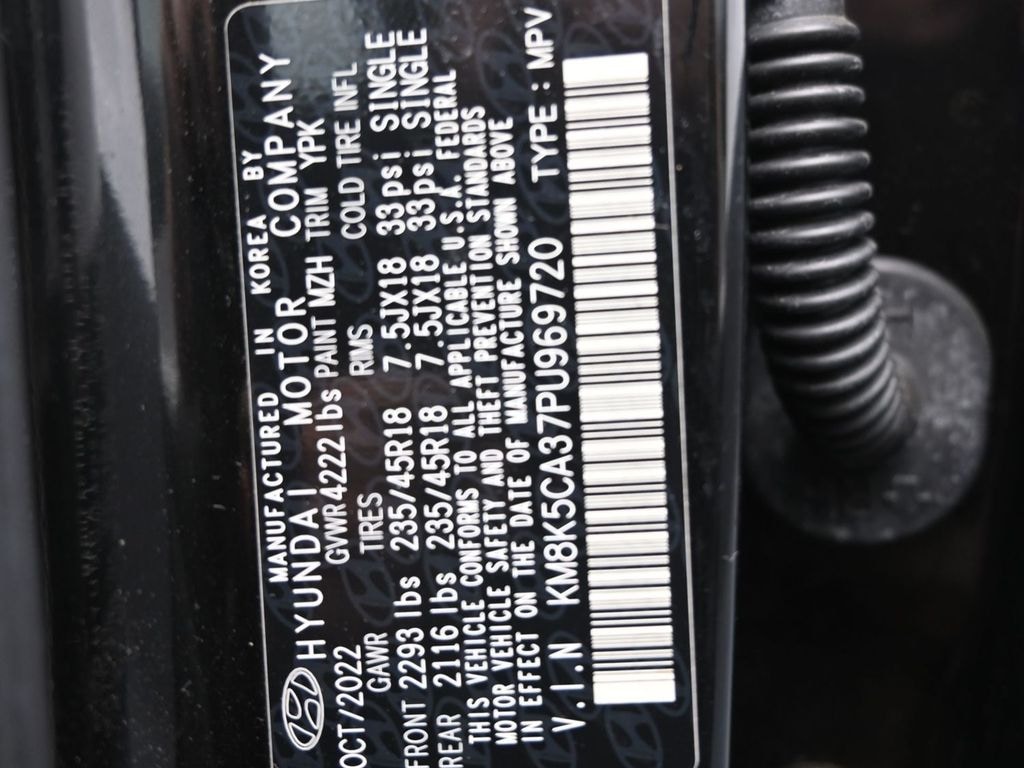 MANUFACTURED IN KOREA BY
HYUNDAI MOTOR COMPANY
OCT/2022 GVWR4222lbs PAINT MZH TRIM YPK
GAWR TIRES RIMS COLD TIRE INFL
FRONT 2293 lbs 235/45R18 7.5JX18 33psi SINGLE
REAR 2116 lbs 235/45R18 7.5JX18 33psi SINGLE
THIS VEHICLE CONFORMS TO ALL APPLICABLE U.S.A. FEDERAL
MOTOR VEHICLE SAFETY AND THEFT PREVENTION STANDARDS
IN EFFECT ON THE DATE OF MANUFACTURE SHOWN ABOVE
V.I.N KM8K5CA37PU969720 TYPE : MPV